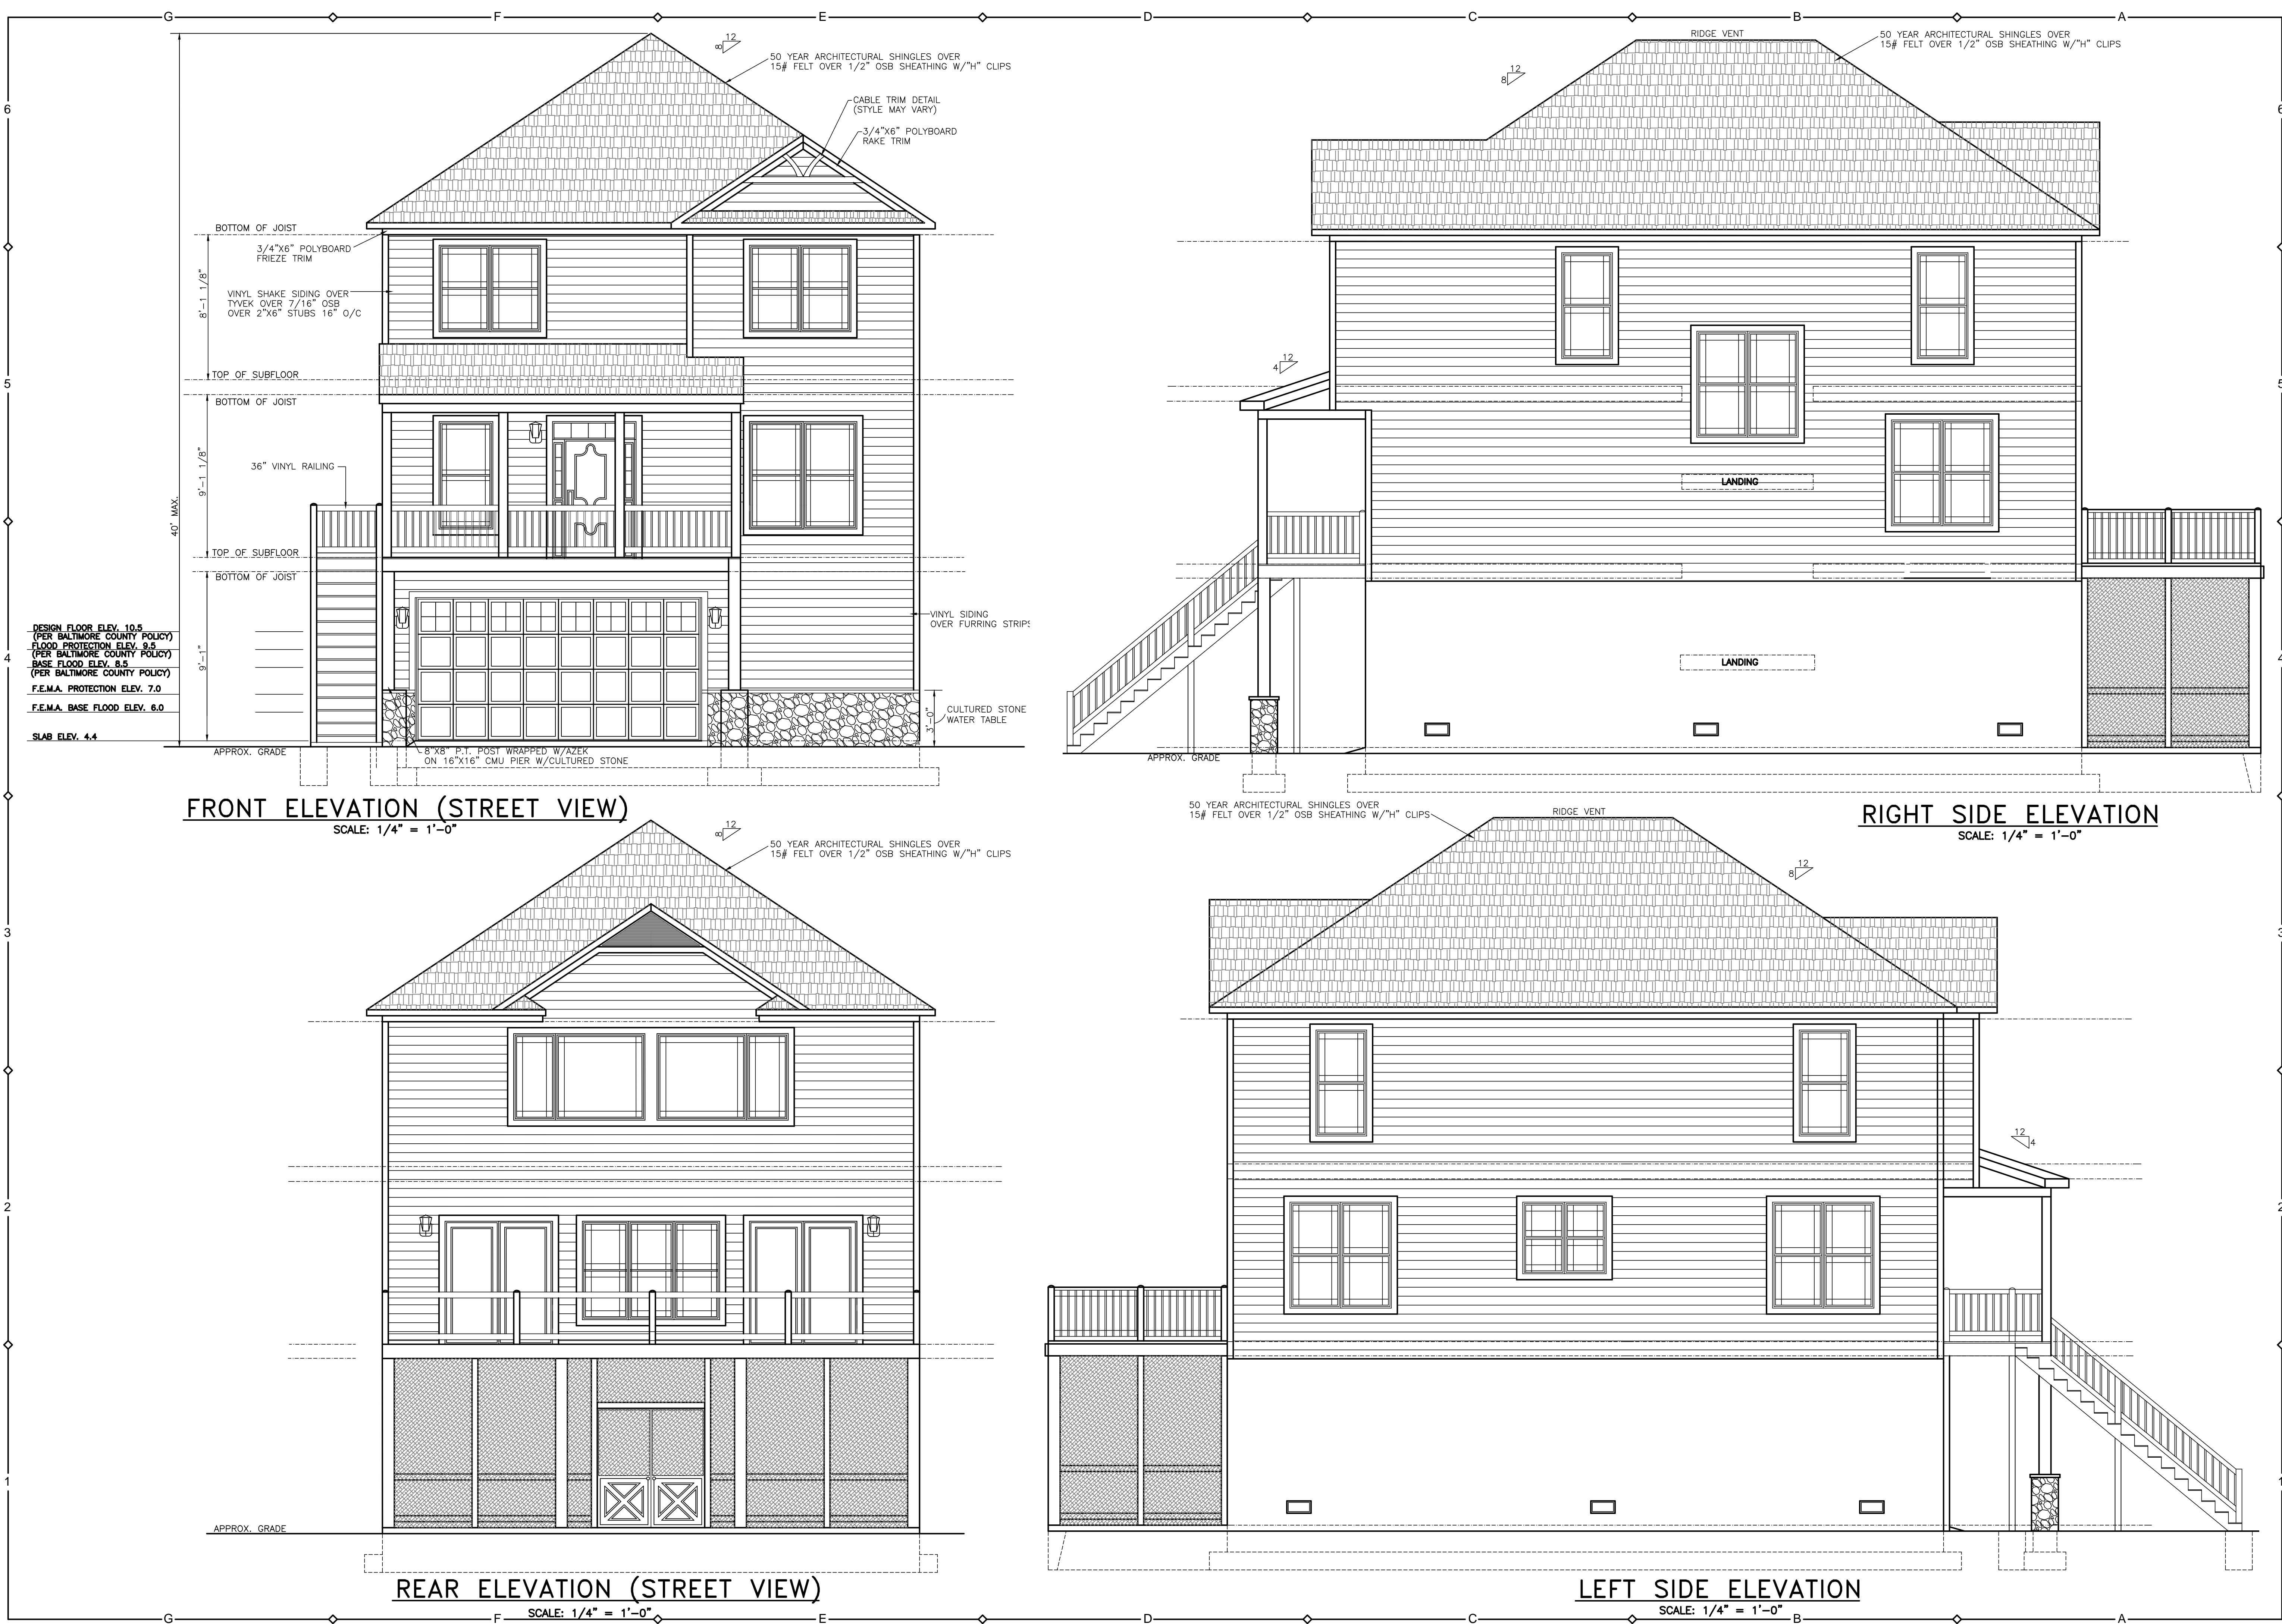 G F E D C B A
6
5
4
3
2
1
12
8
50 YEAR ARCHITECTURAL SHINGLES OVER
15# FELT OVER 1/2" OSB SHEATHING W/"H" CLIPS
CABLE TRIM DETAIL
(STYLE MAY VARY)
3/4"X6" POLYBOARD
RAKE TRIM
BOTTOM OF JOIST
3/4"X6" POLYBOARD
FRIEZE TRIM
8'-1 1/8"
VINYL SHAKE SIDING OVER
TYVEK OVER 7/16" OSB
OVER 2"X6" STUBS 16" O/C
TOP OF SUBFLOOR
BOTTOM OF JOIST
9'-1 1/8"
36" VINYL RAILING
40' MAX.
TOP OF SUBFLOOR
BOTTOM OF JOIST
9'-1"
DESIGN FLOOR ELEV. 10.5
(PER BALTIMORE COUNTY POLICY)
FLOOD PROTECTION ELEV. 9.5
(PER BALTIMORE COUNTY POLICY)
BASE FLOOD ELEV. 8.5
(PER BALTIMORE COUNTY POLICY)
F.E.M.A. PROTECTION ELEV. 7.0
F.E.M.A. BASE FLOOD ELEV. 6.0
SLAB ELEV. 4.4
APPROX. GRADE
VINYL SIDING
OVER FURRING STRIPS
3'-0"
CULTURED STONE
WATER TABLE
8"X8" P.T. POST WRAPPED W/AZEK
ON 16"X16" CMU PIER W/CULTURED STONE
FRONT ELEVATION (STREET VIEW)
SCALE: 1/4" = 1'-0"
RIDGE VENT
50 YEAR ARCHITECTURAL SHINGLES OVER
15# FELT OVER 1/2" OSB SHEATHING W/"H" CLIPS
12
8
12
4
LANDING
LANDING
APPROX. GRADE
RIGHT SIDE ELEVATION
SCALE: 1/4" = 1'-0"
12
8
50 YEAR ARCHITECTURAL SHINGLES OVER
15# FELT OVER 1/2" OSB SHEATHING W/"H" CLIPS
APPROX. GRADE
REAR ELEVATION (STREET VIEW)
SCALE: 1/4" = 1'-0"
50 YEAR ARCHITECTURAL SHINGLES OVER
15# FELT OVER 1/2" OSB SHEATHING W/"H" CLIPS
RIDGE VENT
12
8
12
4
LEFT SIDE ELEVATION
SCALE: 1/4" = 1'-0"
G F E D C B A
6
5
4
3
2
1